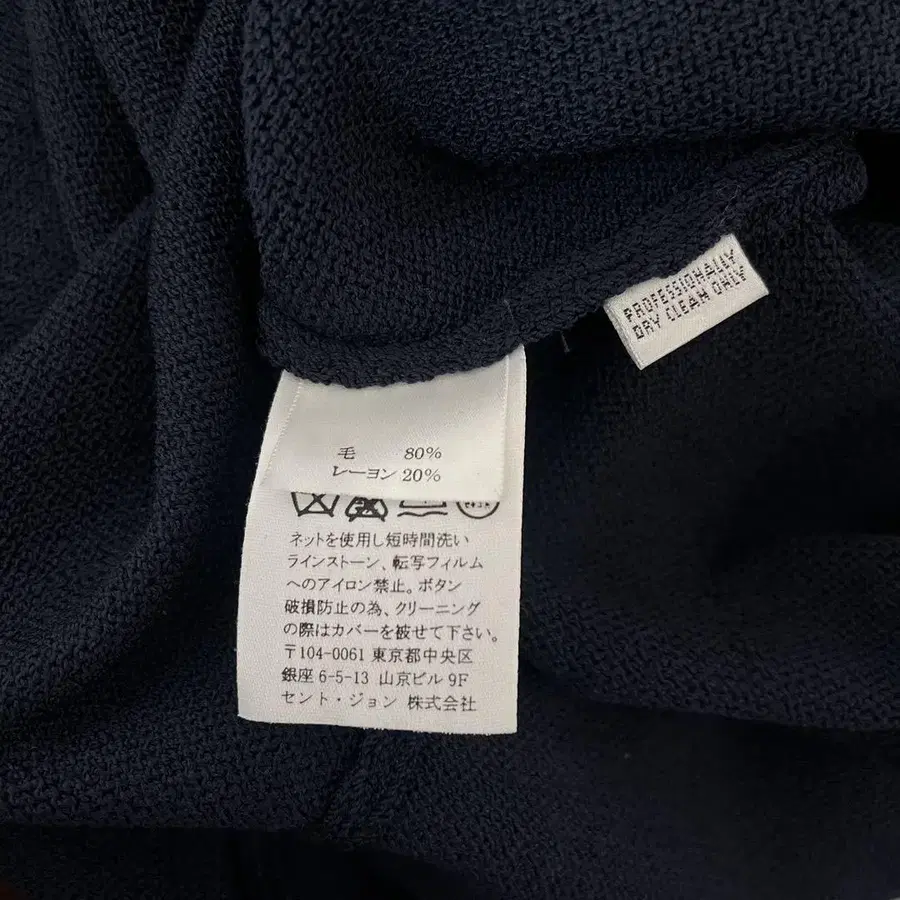 PROFESSIONALLY
DRY CLEAN ONLY
毛 80%
レーヨン 20%
ネットを使用し短時間洗い
ラインストーン、転写フィルム
へのアイロン禁止。ボタン
破損防止の為、クリーニング
の際はカバーを被せて下さい。
〒104-0061 東京都中央区
銀座 6-5-13 山京ビル 9F
セント・ジョン 株式会社